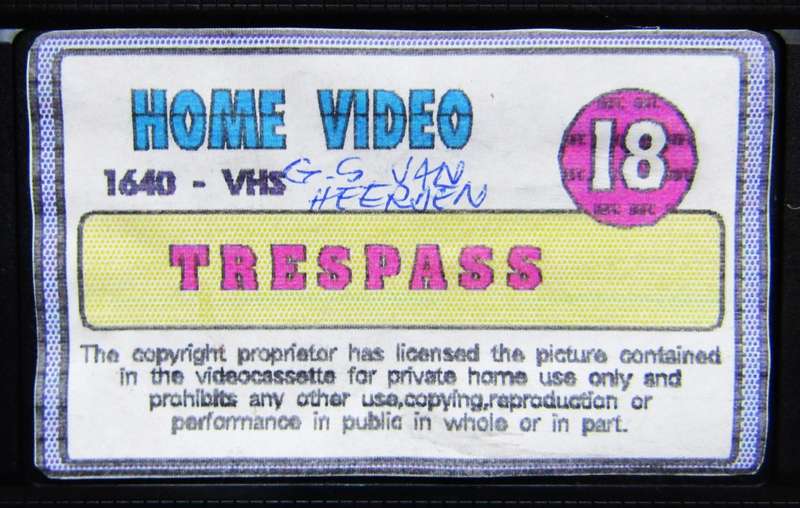 HOME VIDEO
18
1640 - VHS
G.S. VAN
HEERDEN
TRESPASS
The copyright proprietor has licensed the picture contained
in the videocassette for private home use only and
prohibits any other use,copying,reproduction or
performance in public in whole or in part.